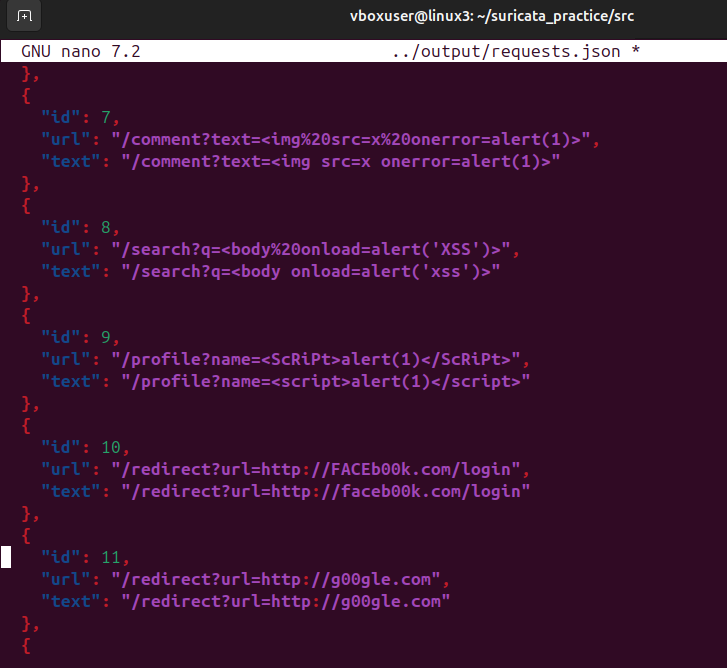 vboxuser@linux3: ~/suricata_practice/src
GNU nano 7.2 ../output/requests.json *
},
{
"id": 7,
"url": "/comment?text=<img%20src=x%20onerror=alert(1)>",
"text": "/comment?text=<img src=x onerror=alert(1)>"
},
{
"id": 8,
"url": "/search?q=<body%20onload=alert('XSS')>",
"text": "/search?q=<body onload=alert('xss')>"
},
{
"id": 9,
"url": "/profile?name=<ScRiPt>alert(1)</ScRiPt>",
"text": "/profile?name=<script>alert(1)</script>"
},
{
"id": 10,
"url": "/redirect?url=http://FACEb00k.com/login",
"text": "/redirect?url=http://faceb00k.com/login"
},
{
"id": 11,
"url": "/redirect?url=http://g00gle.com",
"text": "/redirect?url=http://g00gle.com"
},
{